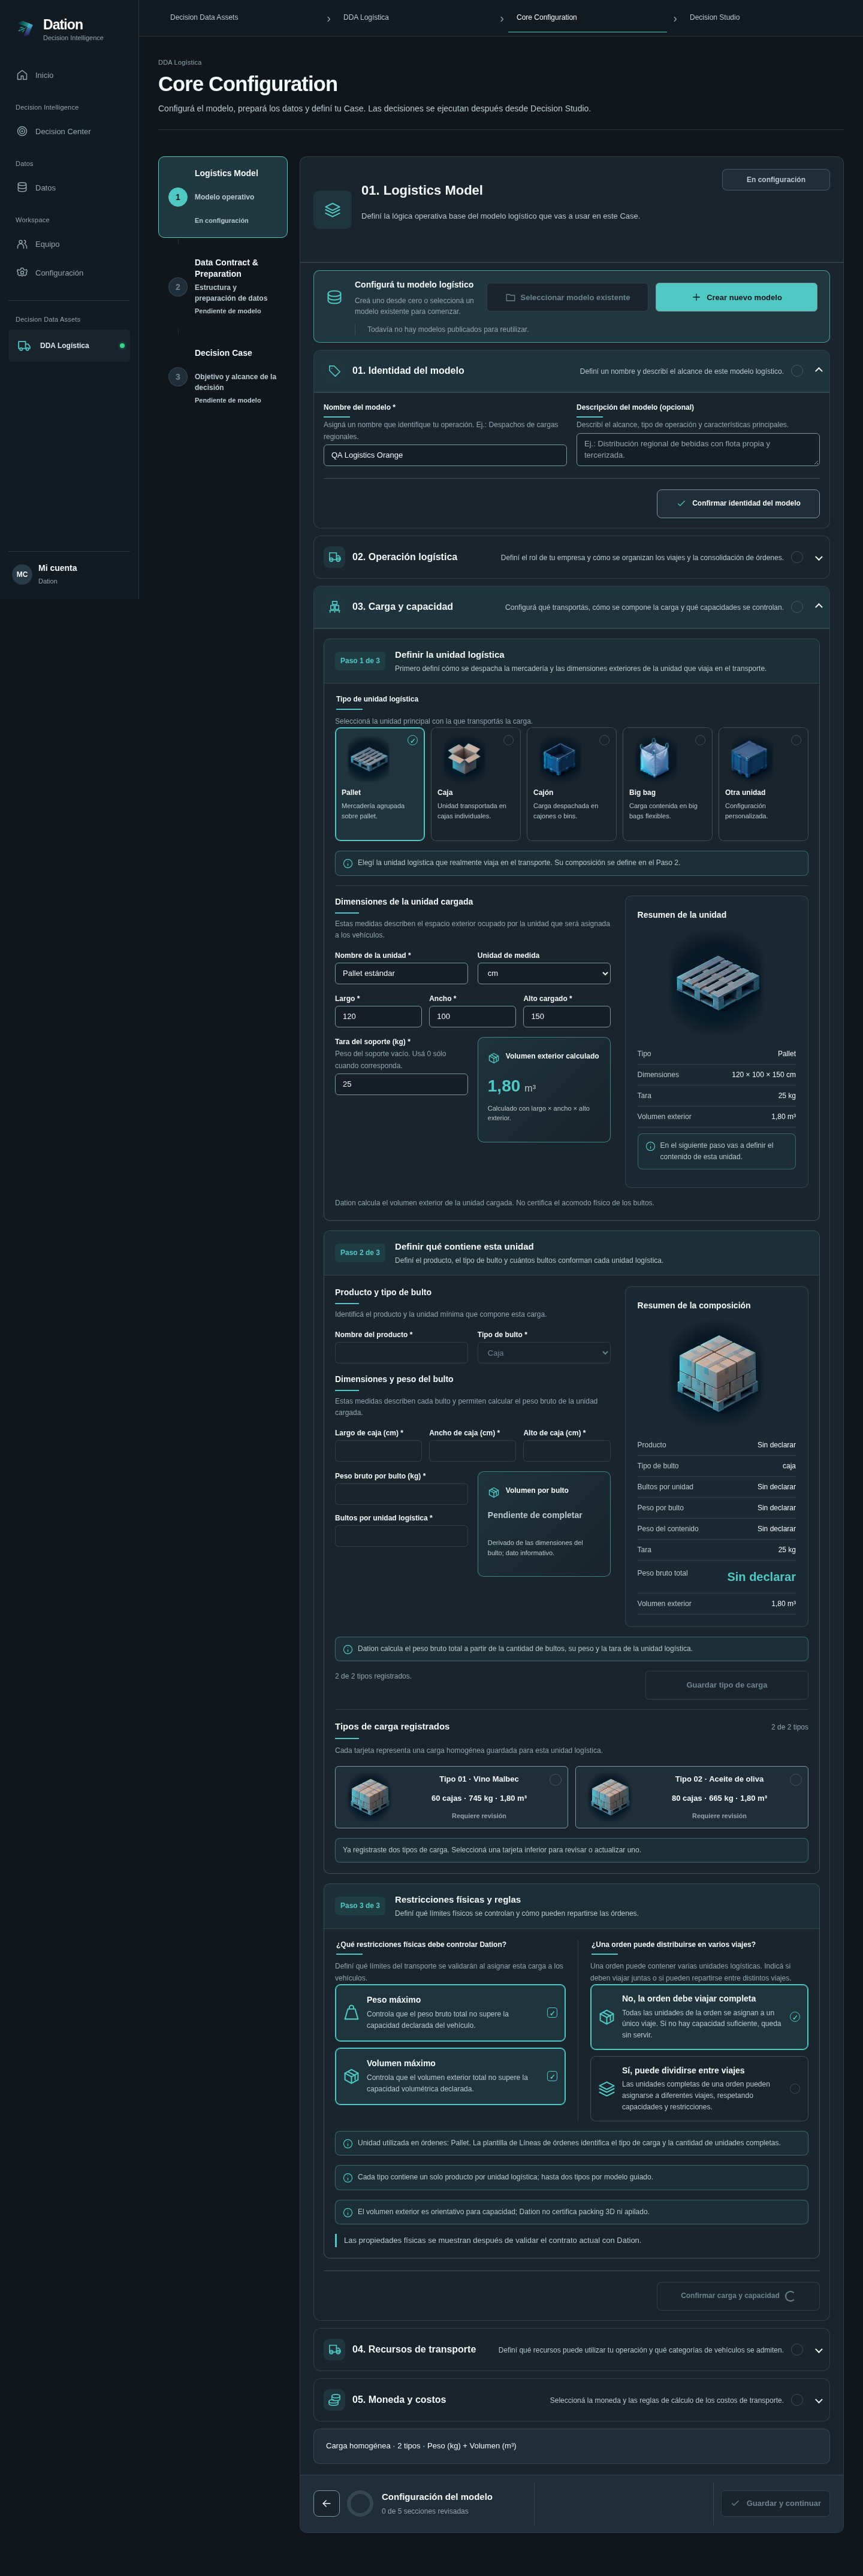 Dation
Decision Intelligence
Inicio
Decision Intelligence
Decision Center
Datos
Datos
Workspace
Equipo
Configuración
Decision Data Assets
DDA Logística
MC
Mi cuenta
Dation
Decision Data Assets
DDA Logística
Core Configuration
Decision Studio
DDA Logística
Core Configuration
Configurá el modelo, prepará los datos y definí tu Case. Las decisiones se ejecutan después desde Decision Studio.
1
Logistics Model
Modelo operativo
En configuración
2
Data Contract &
Preparation
Estructura y
preparación de datos
Pendiente de modelo
3
Decision Case
Objetivo y alcance de la
decisión
Pendiente de modelo
01. Logistics Model
Definí la lógica operativa base del modelo logístico que vas a usar en este Case.
En configuración
Configurá tu modelo logístico
Creá uno desde cero o seleccioná un
modelo existente para comenzar.
Seleccionar modelo existente
Crear nuevo modelo
Todavía no hay modelos publicados para reutilizar.
01. Identidad del modelo
Definí un nombre y describí el alcance de este modelo logístico.
Nombre del modelo *
Asigná un nombre que identifique tu operación. Ej.: Despachos de cargas
regionales.
QA Logistics Orange
Descripción del modelo (opcional)
Describí el alcance, tipo de operación y características principales.
Ej.: Distribución regional de bebidas con flota propia y
tercerizada.
Confirmar identidad del modelo
02. Operación logística
Definí el rol de tu empresa y cómo se organizan los viajes y la consolidación de órdenes.
03. Carga y capacidad
Configurá qué transportás, cómo se compone la carga y qué capacidades se controlan.
Paso 1 de 3
Definir la unidad logística
Primero definí cómo se despacha la mercadería y las dimensiones exteriores de la unidad que viaja en el transporte.
Tipo de unidad logística
Seleccioná la unidad principal con la que transportás la carga.
Pallet
Mercadería agrupada
sobre pallet.
Caja
Unidad transportada en
cajas individuales.
Cajón
Carga despachada en
cajones o bins.
Big bag
Carga contenida en big
bags flexibles.
Otra unidad
Configuración
personalizada.
Elegí la unidad logística que realmente viaja en el transporte. Su composición se define en el Paso 2.
Dimensiones de la unidad cargada
Estas medidas describen el espacio exterior ocupado por la unidad que será asignada
a los vehículos.
Nombre de la unidad *
Pallet estándar
Unidad de medida
cm
Largo *
120
Ancho *
100
Alto cargado *
150
Tara del soporte (kg) *
Peso del soporte vacío. Usá 0 sólo
cuando corresponda.
25
Volumen exterior calculado
1,80 m³
Calculado con largo × ancho × alto
exterior.
Resumen de la unidad
Tipo Pallet
Dimensiones 120 × 100 × 150 cm
Tara 25 kg
Volumen exterior 1,80 m³
En el siguiente paso vas a definir el
contenido de esta unidad.
Dation calcula el volumen exterior de la unidad cargada. No certifica el acomodo físico de los bultos.
Paso 2 de 3
Definir qué contiene esta unidad
Definí el producto, el tipo de bulto y cuántos bultos conforman cada unidad logística.
Producto y tipo de bulto
Identificá el producto y la unidad mínima que compone esta carga.
Nombre del producto *
Tipo de bulto *
Caja
Dimensiones y peso del bulto
Estas medidas describen cada bulto y permiten calcular el peso bruto de la unidad
cargada.
Largo de caja (cm) *
Ancho de caja (cm) *
Alto de caja (cm) *
Peso bruto por bulto (kg) *
Bultos por unidad logística *
Volumen por bulto
Pendiente de completar
Derivado de las dimensiones del
bulto; dato informativo.
Resumen de la composición
Producto Sin declarar
Tipo de bulto caja
Bultos por unidad Sin declarar
Peso por bulto Sin declarar
Peso del contenido Sin declarar
Tara 25 kg
Peso bruto total Sin declarar
Volumen exterior 1,80 m³
Dation calcula el peso bruto total a partir de la cantidad de bultos, su peso y la tara de la unidad logística.
2 de 2 tipos registrados.
Guardar tipo de carga
Tipos de carga registrados
2 de 2 tipos
Cada tarjeta representa una carga homogénea guardada para esta unidad logística.
Tipo 01 · Vino Malbec
60 cajas · 745 kg · 1,80 m³
Requiere revisión
Tipo 02 · Aceite de oliva
80 cajas · 665 kg · 1,80 m³
Requiere revisión
Ya registraste dos tipos de carga. Seleccioná una tarjeta inferior para revisar o actualizar uno.
Paso 3 de 3
Restricciones físicas y reglas
Definí qué límites físicos se controlan y cómo pueden repartirse las órdenes.
¿Qué restricciones físicas debe controlar Dation?
Definí qué límites del transporte se validarán al asignar esta carga a los
vehículos.
Peso máximo
Controla que el peso bruto total no supere la
capacidad declarada del vehículo.
Volumen máximo
Controla que el volumen exterior total no supere la
capacidad volumétrica declarada.
¿Una orden puede distribuirse en varios viajes?
Una orden puede contener varias unidades logísticas. Indicá si
deben viajar juntas o si pueden repartirse entre distintos viajes.
No, la orden debe viajar completa
Todas las unidades de la orden se asignan a un
único viaje. Si no hay capacidad suficiente, queda
sin servir.
Sí, puede dividirse entre viajes
Las unidades completas de una orden pueden
asignarse a diferentes viajes, respetando
capacidades y restricciones.
Unidad utilizada en órdenes: Pallet. La plantilla de Líneas de órdenes identifica el tipo de carga y la cantidad de unidades completas.
Cada tipo contiene un solo producto por unidad logística; hasta dos tipos por modelo guiado.
El volumen exterior es orientativo para capacidad; Dation no certifica packing 3D ni apilado.
Las propiedades físicas se muestran después de validar el contrato actual con Dation.
Confirmar carga y capacidad
04. Recursos de transporte
Definí qué recursos puede utilizar tu operación y qué categorías de vehículos se admiten.
05. Moneda y costos
Seleccioná la moneda y las reglas de cálculo de los costos de transporte.
Carga homogénea · 2 tipos · Peso (kg) + Volumen (m³)
Configuración del modelo
0 de 5 secciones revisadas
Guardar y continuar